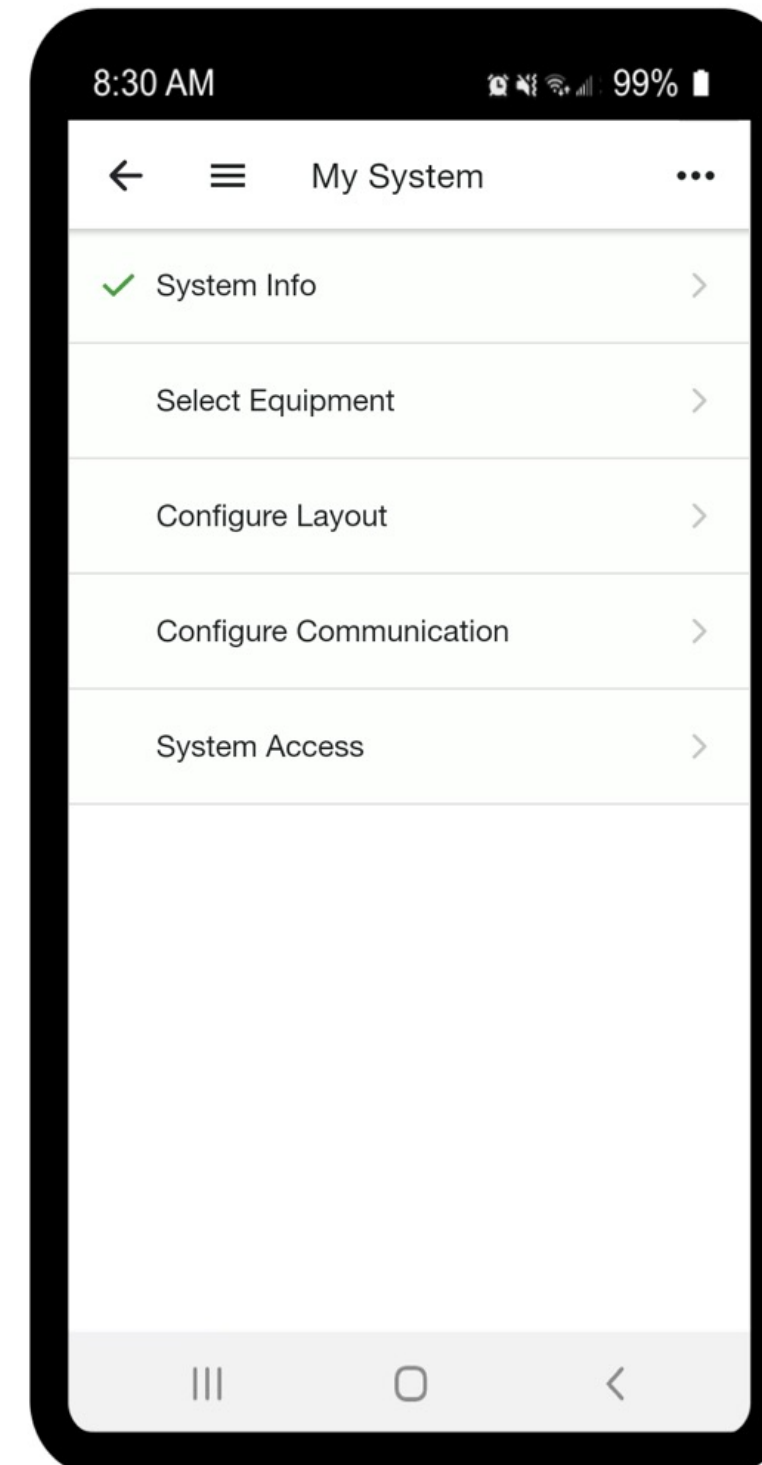 8:30 AM 99%
My System
System Info
Select Equipment
Configure Layout
Configure Communication
System Access